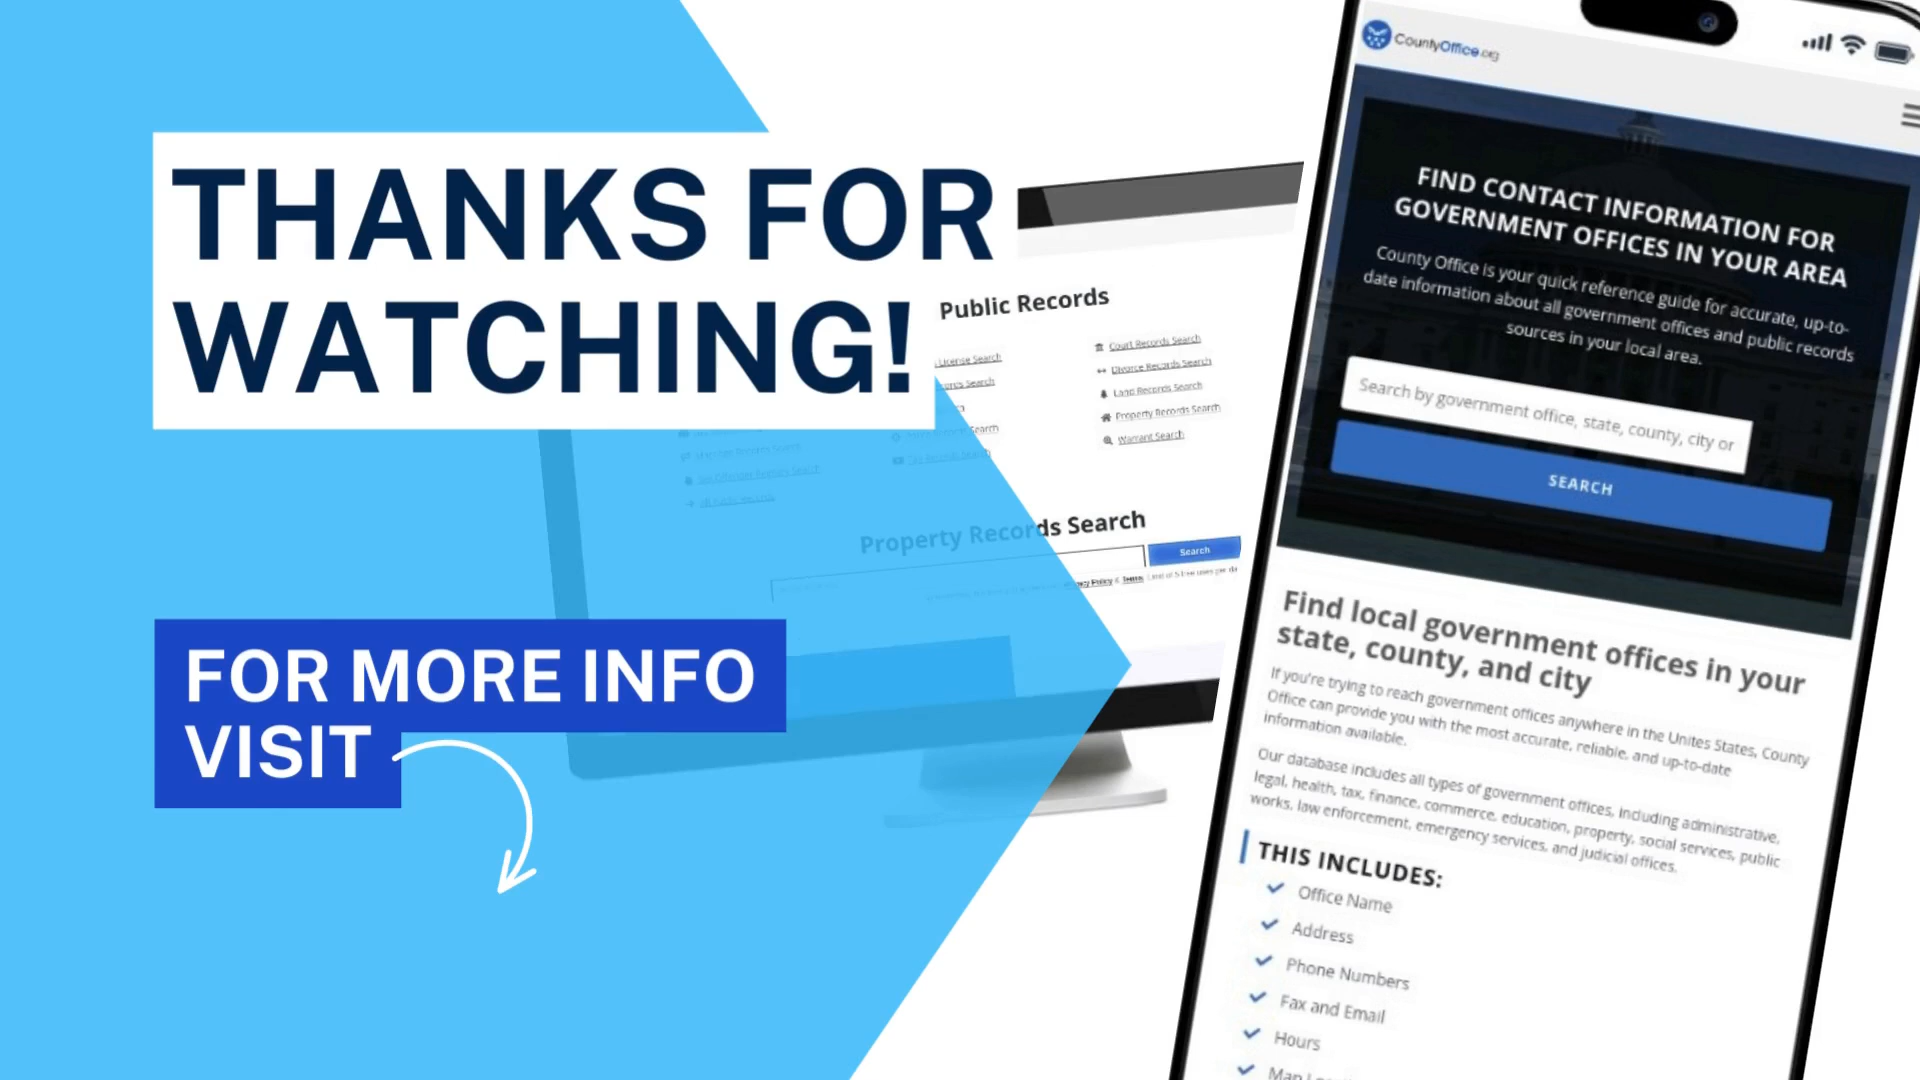 THANKS FOR
WATCHING!
FOR MORE INFO
VISIT
Public Records
License Search
Search
Search
Search
Court Records Search
Divorce Records Search
Land Records Search
Property Records Search
Warrant Search
Property Records Search
Search
Policy & Terms
CountyOffice.org
FIND CONTACT INFORMATION FOR
GOVERNMENT OFFICES IN YOUR AREA
County Office is your quick reference guide for accurate, up-to-
date information about all government offices and public records
sources in your local area.
Search by government office, state, county, city or
SEARCH
Find local government offices in your
state, county, and city
If you're trying to reach government offices anywhere in the Unites States, County
Office can provide you with the most accurate, reliable, and up-to-date
information available.
Our database includes all types of government offices, including administrative,
legal, health, tax, finance, commerce, education, property, social services, public
works, law enforcement, emergency services, and judicial offices.
THIS INCLUDES:
Office Name
Address
Phone Numbers
Fax and Email
Hours